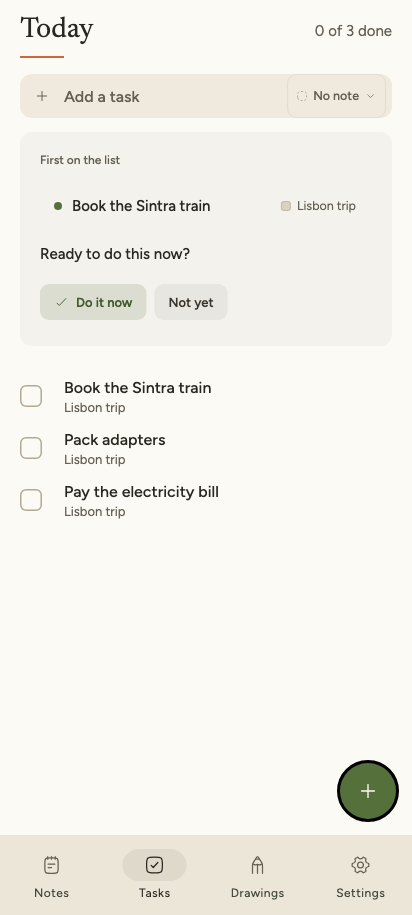 Today
0 of 3 done
Add a task
No note
First on the list
Book the Sintra train
Lisbon trip
Ready to do this now?
Do it now
Not yet
Book the Sintra train
Lisbon trip
Pack adapters
Lisbon trip
Pay the electricity bill
Lisbon trip
Notes
Tasks
Drawings
Settings